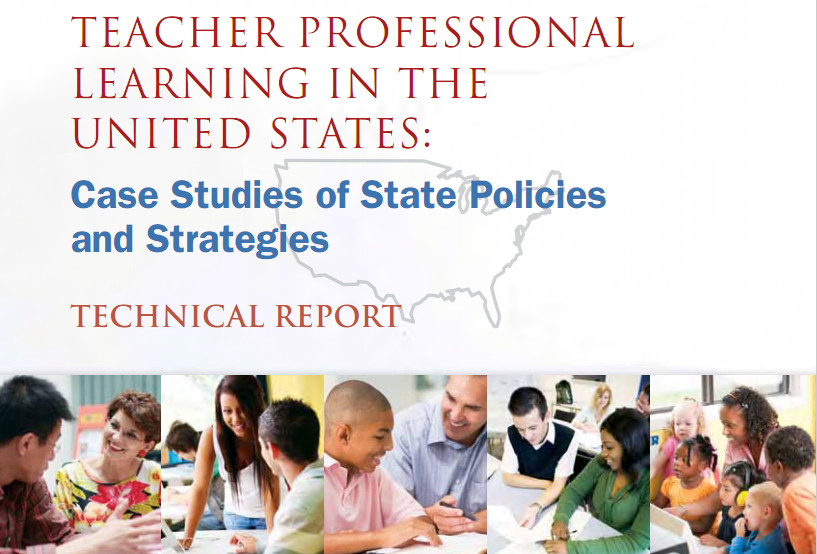 TEACHER PROFESSIONAL
LEARNING IN THE
UNITED STATES:
Case Studies of State Policies
and Strategies
TECHNICAL REPORT